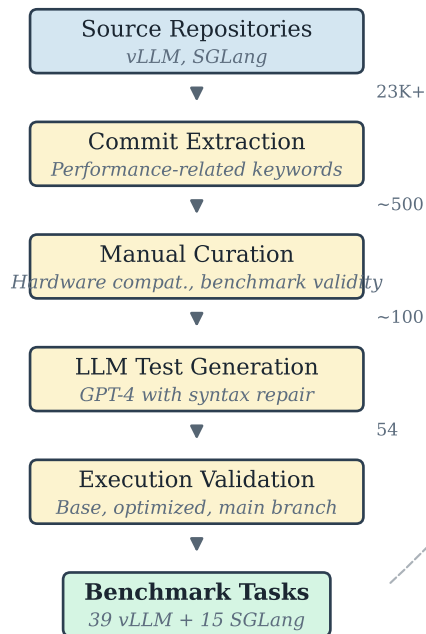 Source Repositories
vLLM, SGLang
23K+
Commit Extraction
Performance-related keywords
~500
Manual Curation
Hardware compat., benchmark validity
~100
LLM Test Generation
GPT-4 with syntax repair
54
Execution Validation
Base, optimized, main branch
Benchmark Tasks
39 vLLM + 15 SGLang